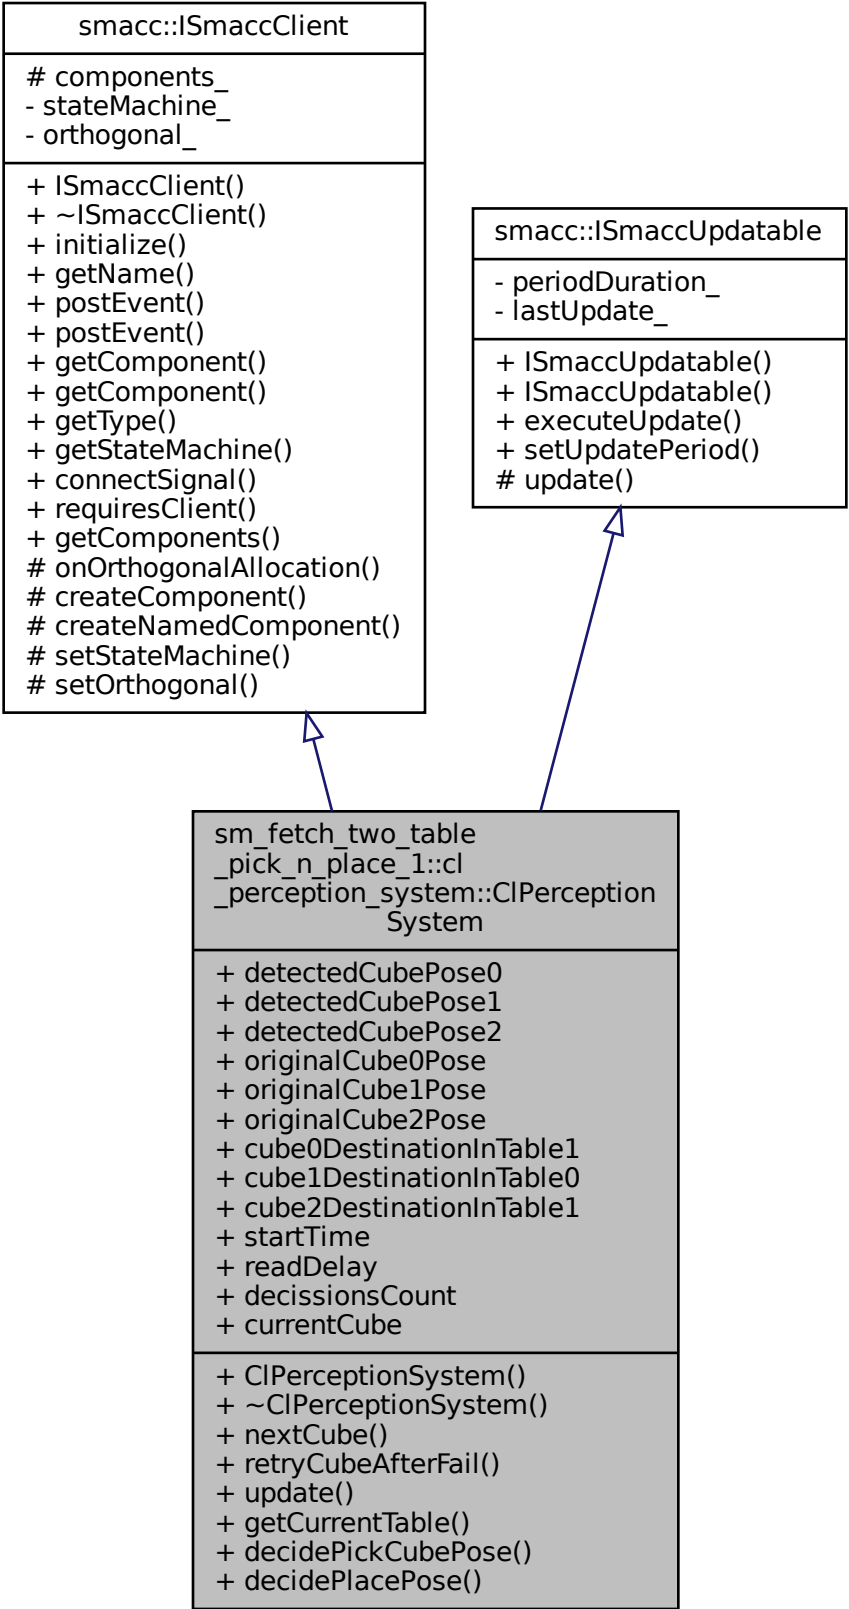 smacc::ISmaccClient
# components_
- stateMachine_
- orthogonal_
+ ISmaccClient()
+ ~ISmaccClient()
+ initialize()
+ getName()
+ postEvent()
+ postEvent()
+ getComponent()
+ getComponent()
+ getType()
+ getStateMachine()
+ connectSignal()
+ requiresClient()
+ getComponents()
# onOrthogonalAllocation()
# createComponent()
# createNamedComponent()
# setStateMachine()
# setOrthogonal()
smacc::ISmaccUpdatable
- periodDuration_
- lastUpdate_
+ ISmaccUpdatable()
+ ISmaccUpdatable()
+ executeUpdate()
+ setUpdatePeriod()
# update()
sm_fetch_two_table
_pick_n_place_1::cl
_perception_system::ClPerception
System
+ detectedCubePose0
+ detectedCubePose1
+ detectedCubePose2
+ originalCube0Pose
+ originalCube1Pose
+ originalCube2Pose
+ cube0DestinationInTable1
+ cube1DestinationInTable0
+ cube2DestinationInTable1
+ startTime
+ readDelay
+ decissionsCount
+ currentCube
+ ClPerceptionSystem()
+ ~ClPerceptionSystem()
+ nextCube()
+ retryCubeAfterFail()
+ update()
+ getCurrentTable()
+ decidePickCubePose()
+ decidePlacePose()